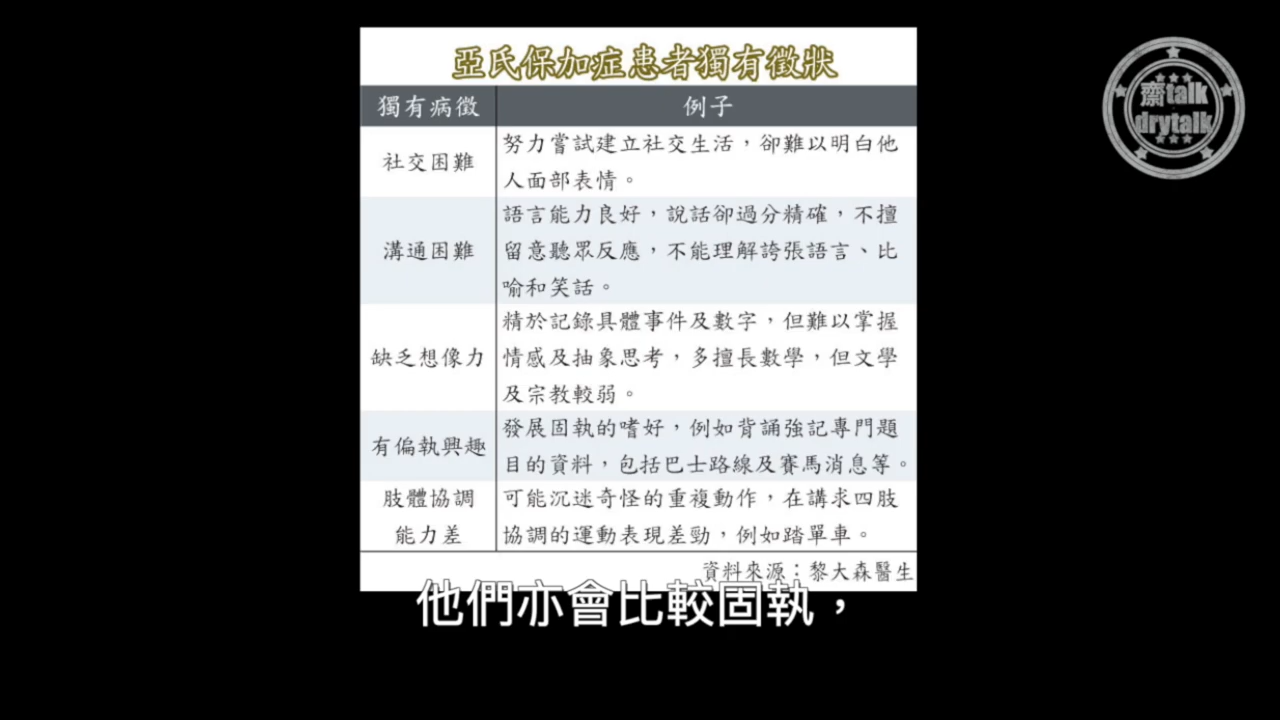 亞氏保加症患者獨有徵狀
獨有病徵
例子
社交困難
努力嘗試建立社交生活，卻難以明白他
人面部表情。
溝通困難
語言能力良好，說話卻過分精確，不擅
留意聽眾反應，不能理解誇張語言、比
喻和笑話。
缺乏想像力
精於記錄具體事件及數字，但難以掌握
情感及抽象思考，多擅長數學，但文學
及宗教較弱。
有偏執興趣
發展固執的嗜好，例如背誦強記專門題
目的資料，包括巴士路線及賽馬消息等。
肢體協調
能力差
可能沉迷奇怪的重複動作，在講求四肢
協調的運動表現差勁，例如踏單車。
資料來源：黎大森醫生
他們亦會比較固執，
齋talk
drytalk